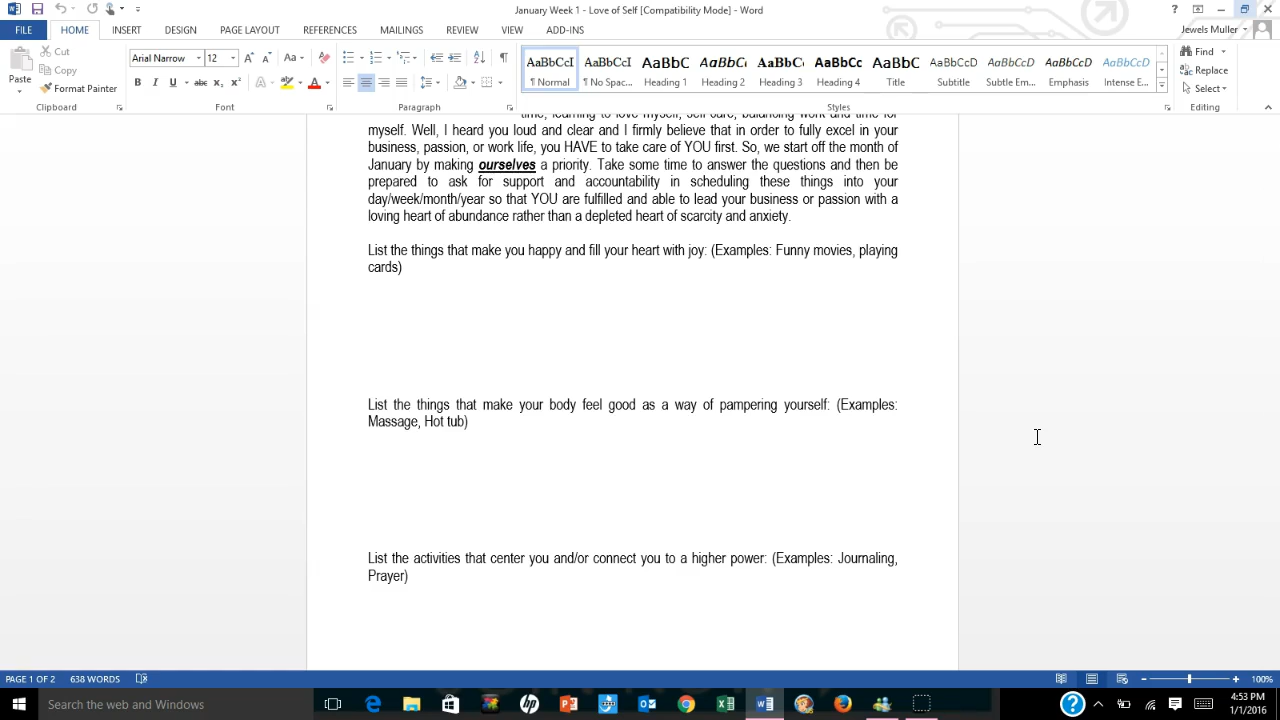 January Week 1 - Love of Self [Compatibility Mode] - Word
FILE HOME INSERT DESIGN PAGE LAYOUT REFERENCES MAILINGS REVIEW VIEW ADD-INS Jewels Muller
Paste Cut Copy Format Painter
Arial Narrow 12
AaBbCcI AaBbCcI AaBbC AaBbCc AaBbC AaBbCc AaBbC AaBbCcD AaBbCcD AaBbCcD AaBbCcD
¶ Normal ¶ No Spac... Heading 1 Heading 2 Heading 3 Heading 4 Title Subtitle Subtle Em... Emphasis Intense E...
Find Replace Select
Clipboard Font Paragraph Styles Editing
time, learning to love myself, self care, balancing work and time for
myself. Well, I heard you loud and clear and I firmly believe that in order to fully excel in your
business, passion, or work life, you HAVE to take care of YOU first. So, we start off the month of
January by making ourselves a priority. Take some time to answer the questions and then be
prepared to ask for support and accountability in scheduling these things into your
day/week/month/year so that YOU are fulfilled and able to lead your business or passion with a
loving heart of abundance rather than a depleted heart of scarcity and anxiety.
List the things that make you happy and fill your heart with joy: (Examples: Funny movies, playing
cards)
List the things that make your body feel good as a way of pampering yourself: (Examples:
Massage, Hot tub)
List the activities that center you and/or connect you to a higher power: (Examples: Journaling,
Prayer)
PAGE 1 OF 2 638 WORDS 100%
Search the web and Windows
4:53 PM
1/1/2016